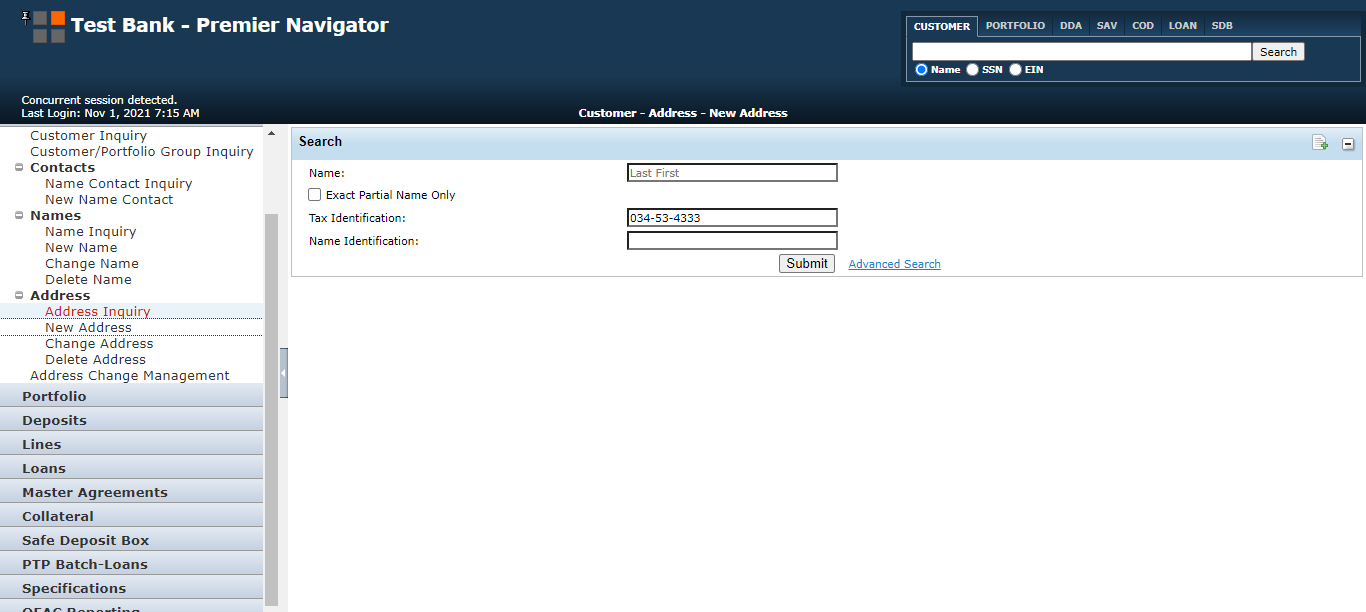 Test Bank - Premier Navigator
CUSTOMER PORTFOLIO DDA SAV COD LOAN SDB
Search
Name SSN EIN
Concurrent session detected.
Last Login: Nov 1, 2021 7:15 AM
Customer - Address - New Address
Customer Inquiry
Customer/Portfolio Group Inquiry
Contacts
Name Contact Inquiry
New Name Contact
Names
Name Inquiry
New Name
Change Name
Delete Name
Address
Address Inquiry
New Address
Change Address
Delete Address
Address Change Management
Portfolio
Deposits
Lines
Loans
Master Agreements
Collateral
Safe Deposit Box
PTP Batch-Loans
Specifications
OFAC Reporting
Search
Name: Last First
Exact Partial Name Only
Tax Identification: 034-53-4333
Name Identification:
Submit Advanced Search